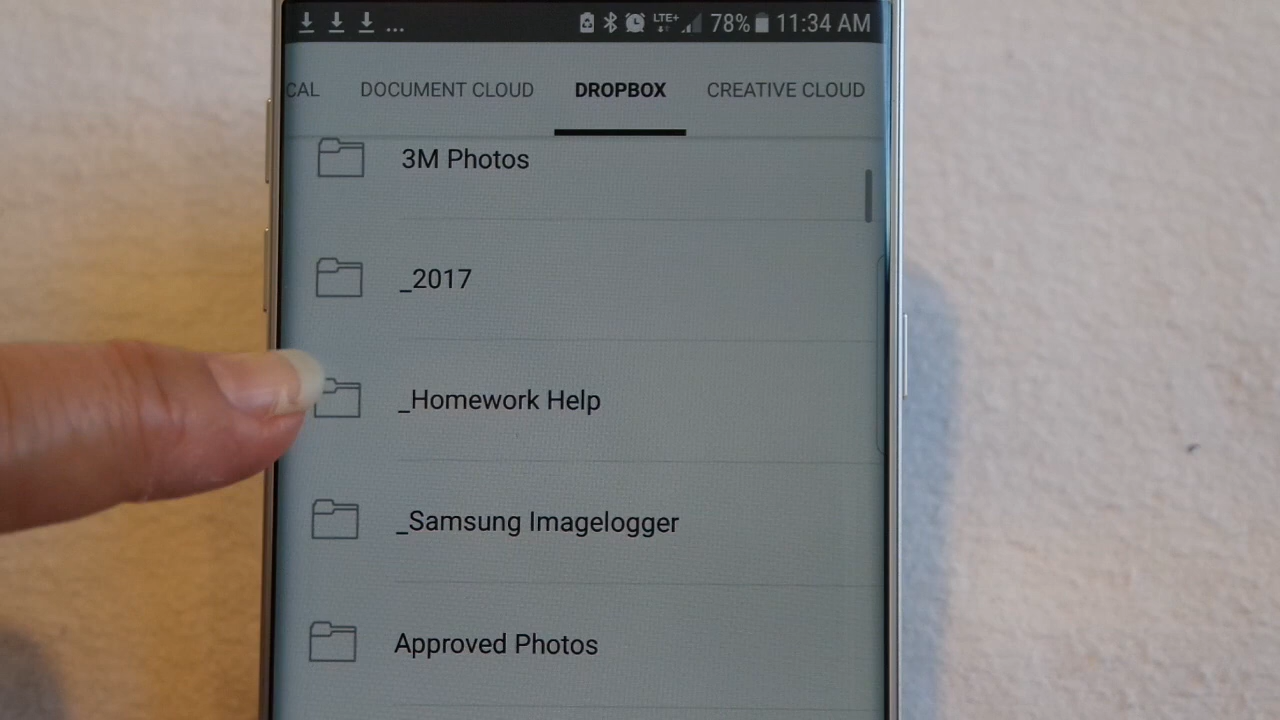 ... LTE+ 78% 11:34 AM
CAL DOCUMENT CLOUD DROPBOX CREATIVE CLOUD
3M Photos
_2017
_Homework Help
_Samsung Imagelogger
Approved Photos